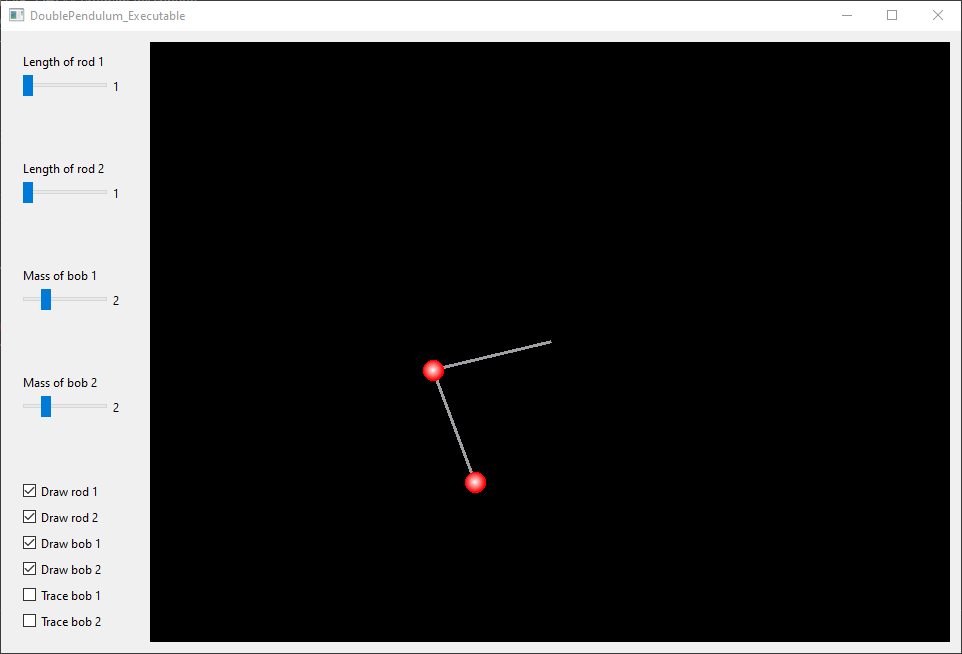 DoublePendulum_Executable
Length of rod 1
1
Length of rod 2
1
Mass of bob 1
2
Mass of bob 2
2
Draw rod 1
Draw rod 2
Draw bob 1
Draw bob 2
Trace bob 1
Trace bob 2